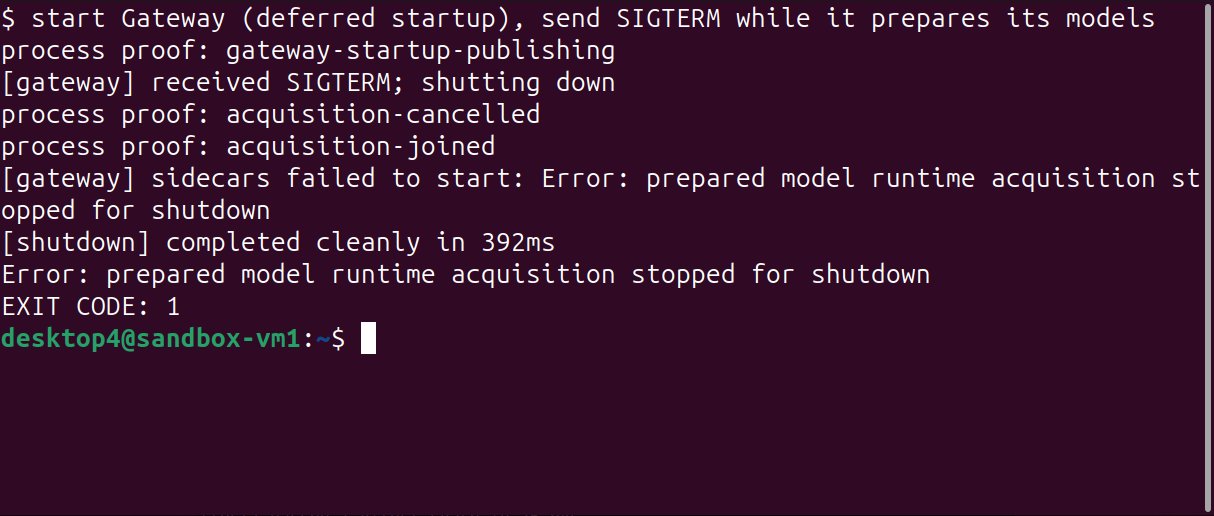 $ start Gateway (deferred startup), send SIGTERM while it prepares its models
process proof: gateway-startup-publishing
[gateway] received SIGTERM; shutting down
process proof: acquisition-cancelled
process proof: acquisition-joined
[gateway] sidecars failed to start: Error: prepared model runtime acquisition st
opped for shutdown
[shutdown] completed cleanly in 392ms
Error: prepared model runtime acquisition stopped for shutdown
EXIT CODE: 1
desktop4@sandbox-vm1:~$